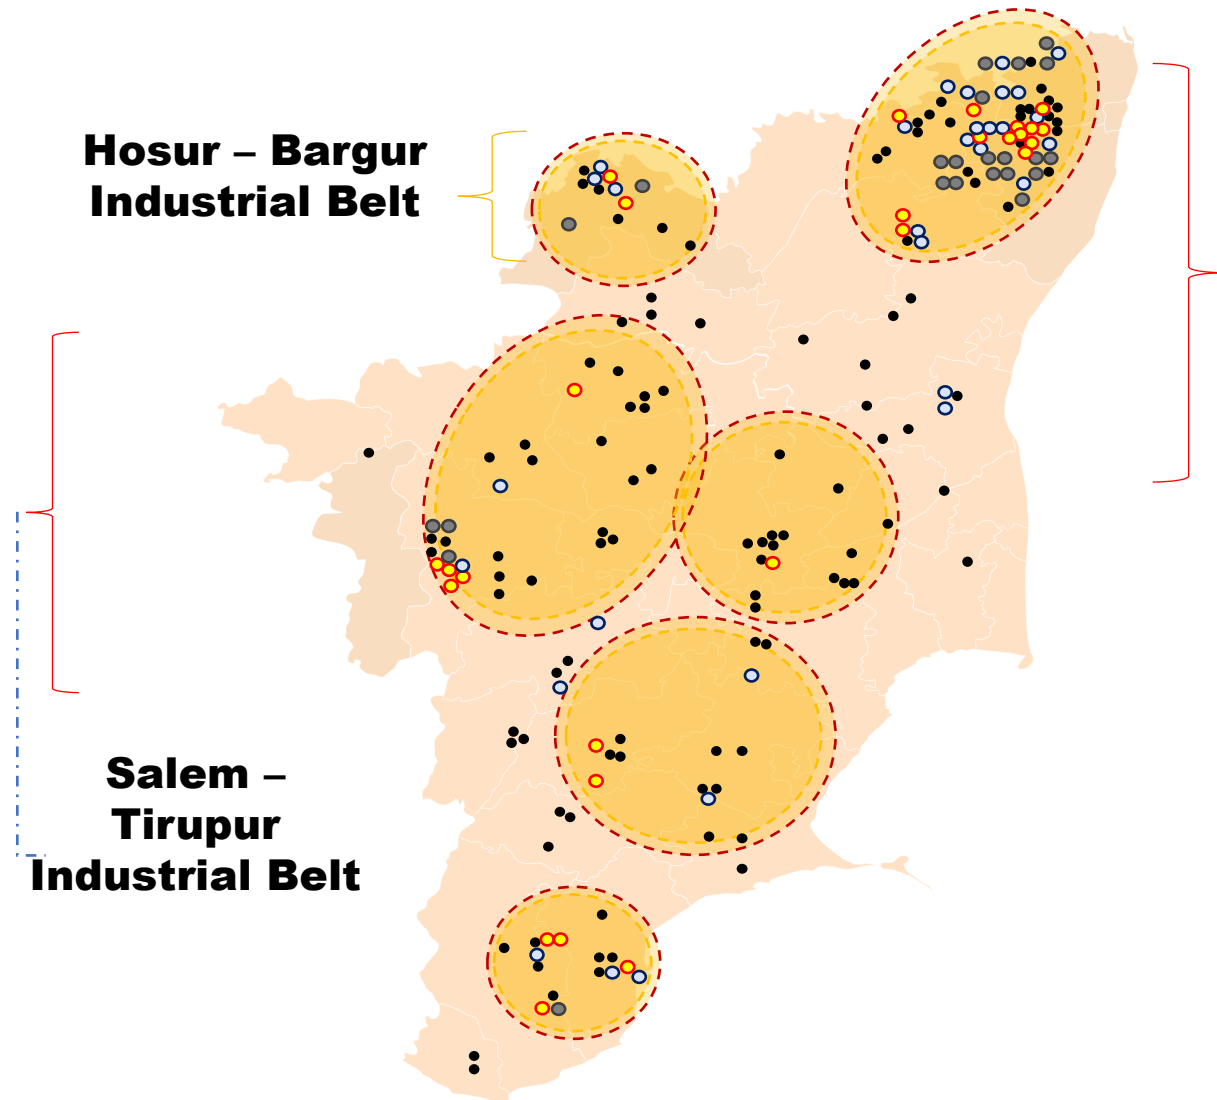 Hosur – Bargur
Industrial Belt
Salem –
Tirupur
Industrial Belt